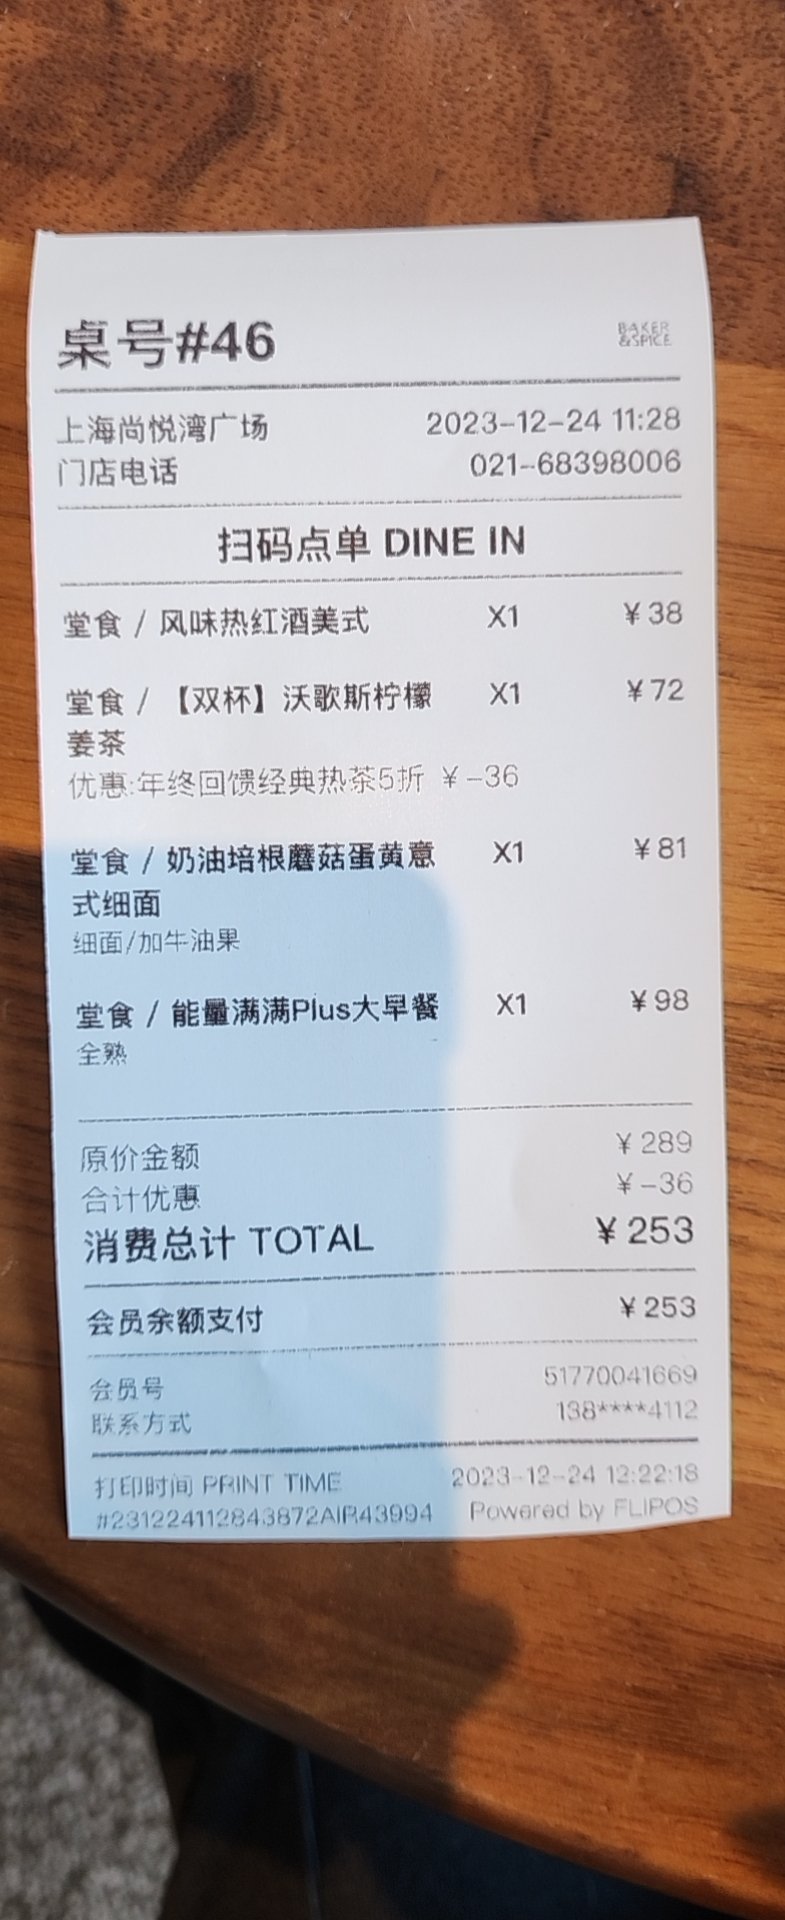 桌号#46
BAKER
&SPICE
上海尚悦湾广场 2023-12-24 11:28
门店电话 021-68398006
扫码点单 DINE IN
堂食 / 风味热红酒美式 X1 ¥38
堂食 / 【双杯】沃歌斯柠檬 X1 ¥72
姜茶
优惠:年终回馈经典热茶5折 ¥-36
堂食 / 奶油培根蘑菇蛋黄意 X1 ¥81
式细面
细面/加牛油果
堂食 / 能量满满Plus大早餐 X1 ¥98
全熟
原价金额 ¥289
合计优惠 ¥-36
消费总计 TOTAL ¥253
会员余额支付 ¥253
会员号 51770041669
联系方式 138****4112
打印时间 PRINT TIME 2023-12-24 12:22:18
#231224112843872AIR43994 Powered by FLIPOS